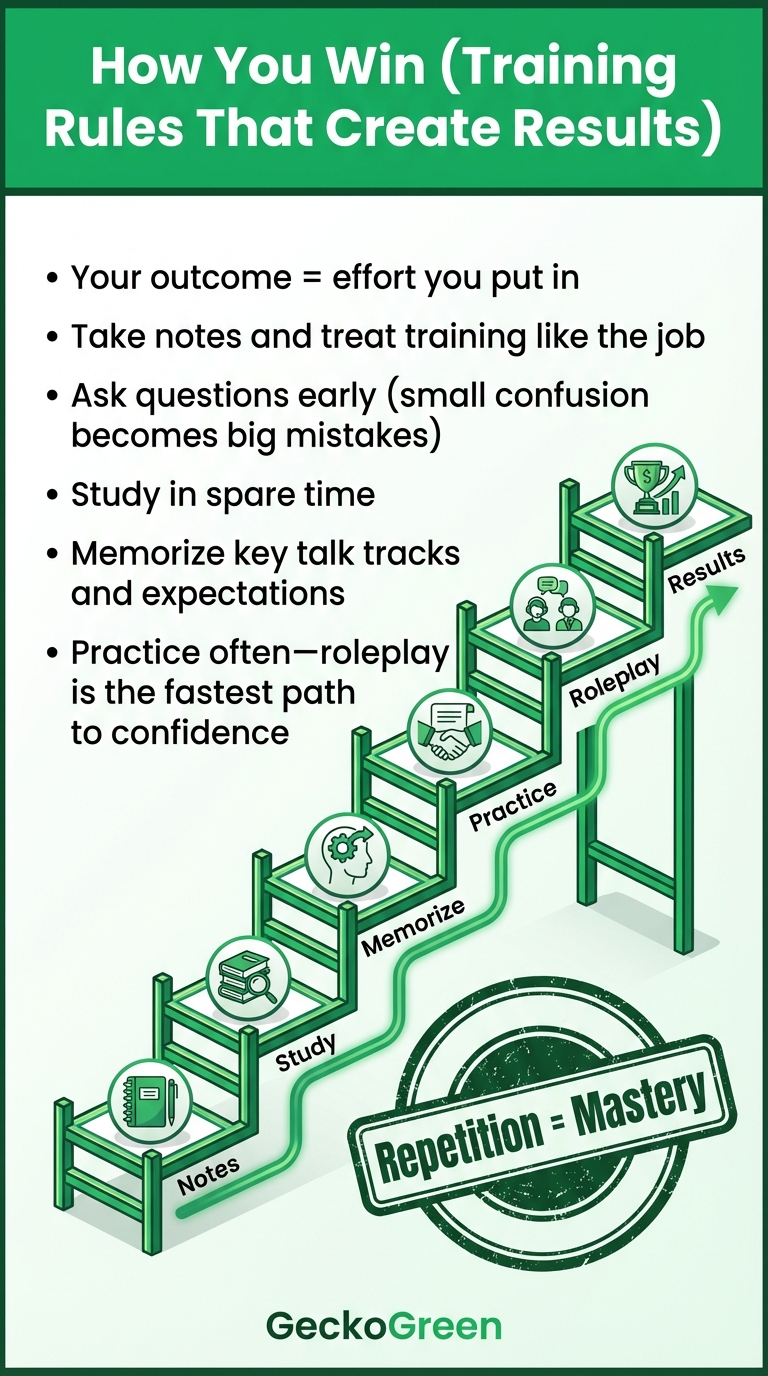 How You Win (Training
Rules That Create Results)
• Your outcome = effort you put in
• Take notes and treat training like the job
• Ask questions early (small confusion
becomes big mistakes)
• Study in spare time
• Memorize key talk tracks
and expectations
• Practice often—roleplay
is the fastest path
to confidence
$
Results
Roleplay
Practice
Memorize
Study
Notes
Repetition = Mastery
GeckoGreen